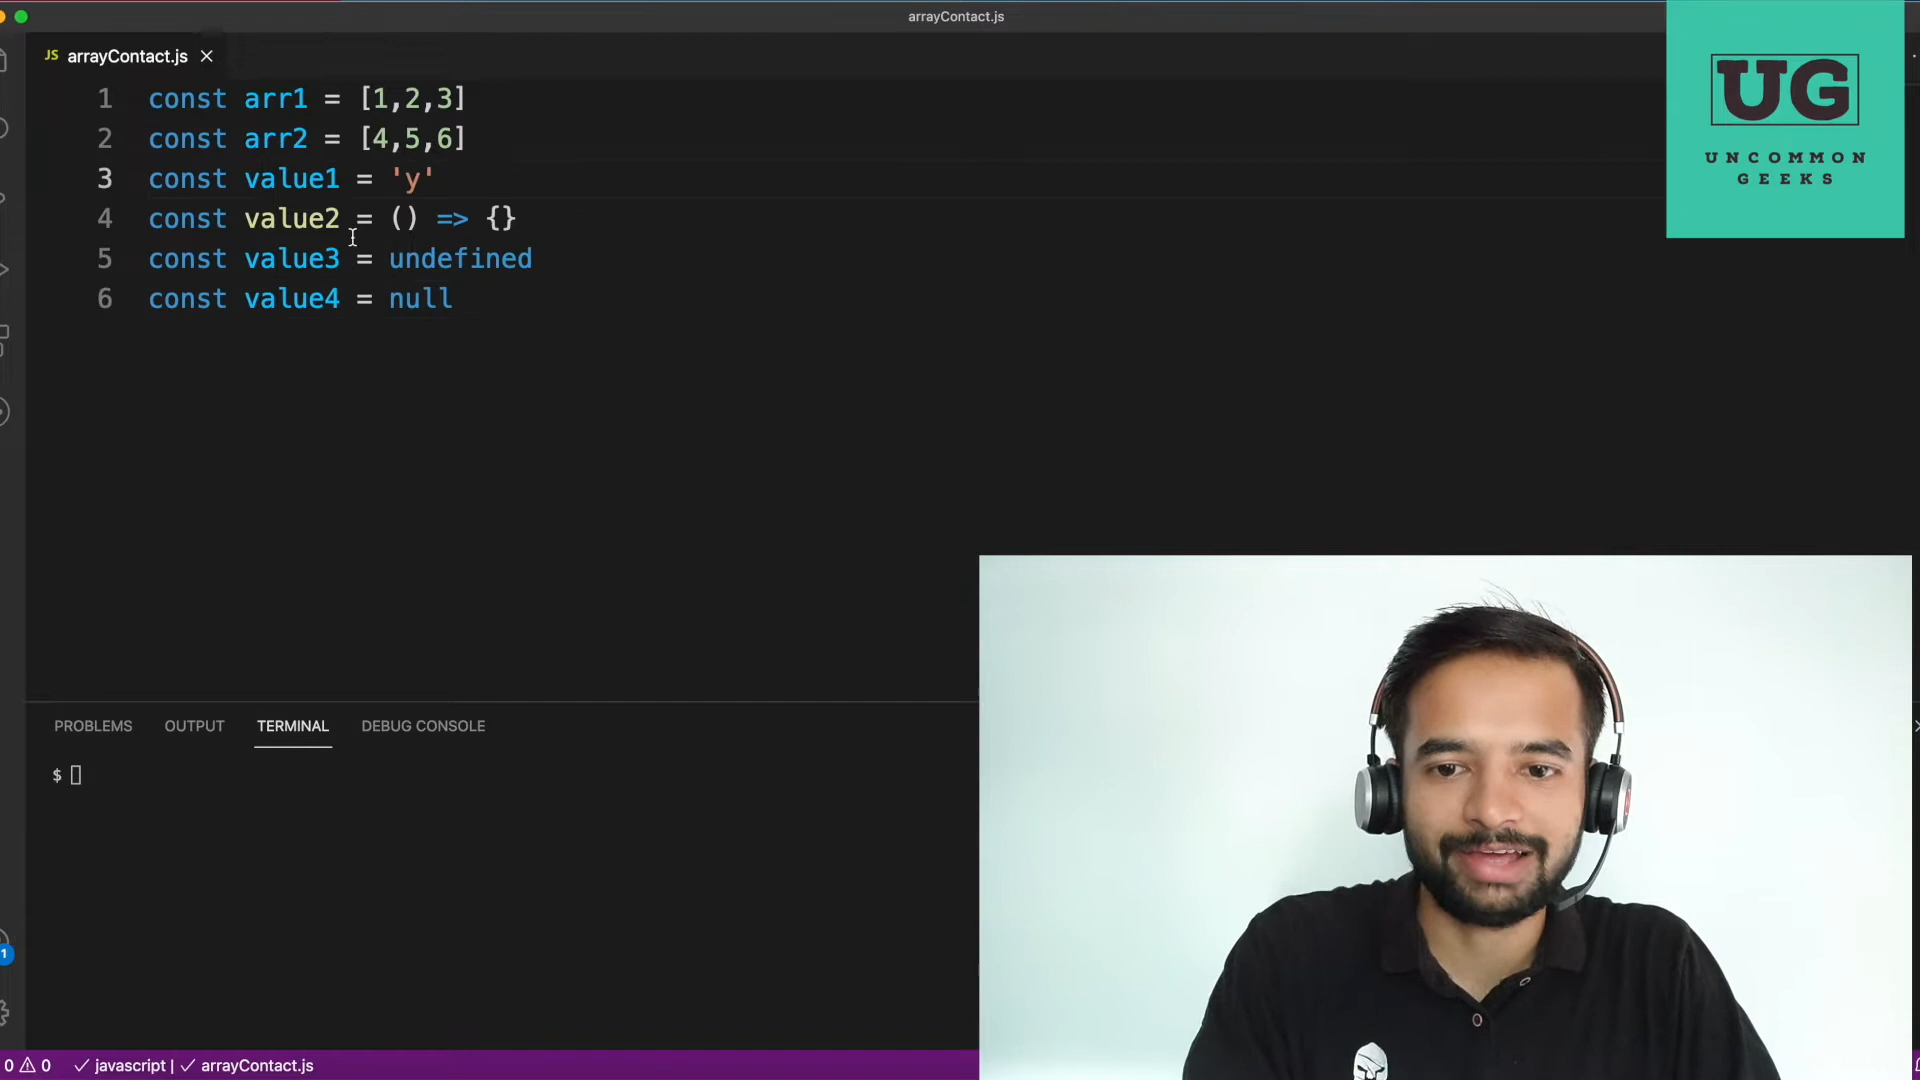 arrayContact.js
JS arrayContact.js
1 const arr1 = [1,2,3]
2 const arr2 = [4,5,6]
3 const value1 = 'y'
4 const value2 = () => {}
5 const value3 = undefined
6 const value4 = null
UG
UNCOMMON
GEEKS
PROBLEMS OUTPUT TERMINAL DEBUG CONSOLE
$
1
0 0 javascript | arrayContact.js